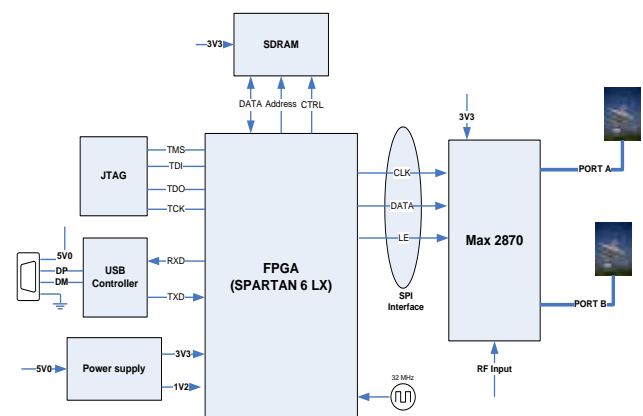 SDRAM
3V3
DATA Address CTRL
3V3
JTAG
TMS
TDI
TDO
TCK
CLK
DATA
LE
SPI
Interface
Max 2870
PORT A
PORT B
RF Input
5V0
DP
DM
USB
Controller
RXD
TXD
FPGA
(SPARTAN 6 LX)
5V0
Power supply
3V3
1V2
32 MHz